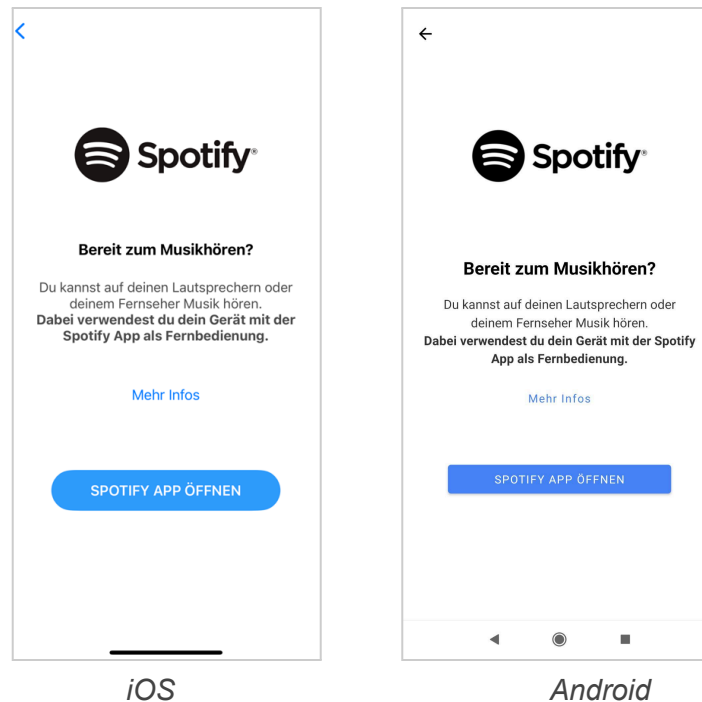 Spotify®
Bereit zum Musikhören?
Du kannst auf deinen Lautsprechern oder
deinem Fernseher Musik hören.
Dabei verwendest du dein Gerät mit der
Spotify App als Fernbedienung.
Mehr Infos
SPOTIFY APP ÖFFNEN
iOS
Spotify®
Bereit zum Musikhören?
Du kannst auf deinen Lautsprechern oder
deinem Fernseher Musik hören.
Dabei verwendest du dein Gerät mit der Spotify
App als Fernbedienung.
Mehr Infos
SPOTIFY APP ÖFFNEN
Android